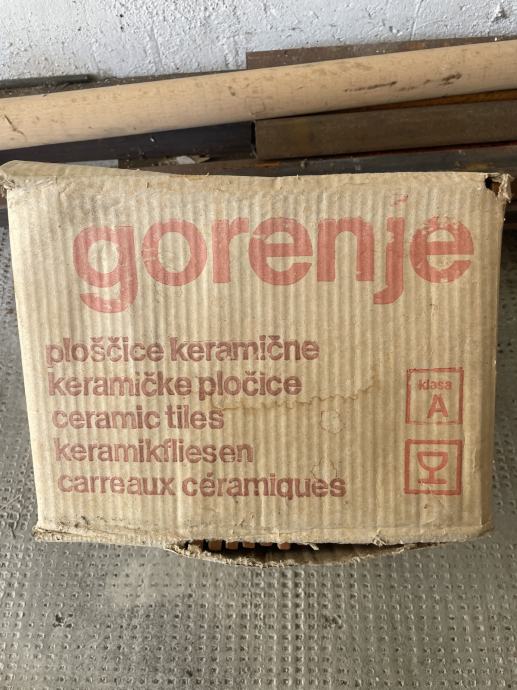 gorenje
ploščice keramične
keramičke pločice
ceramic tiles
keramikfliesen
carreaux céramiques
klasa
A